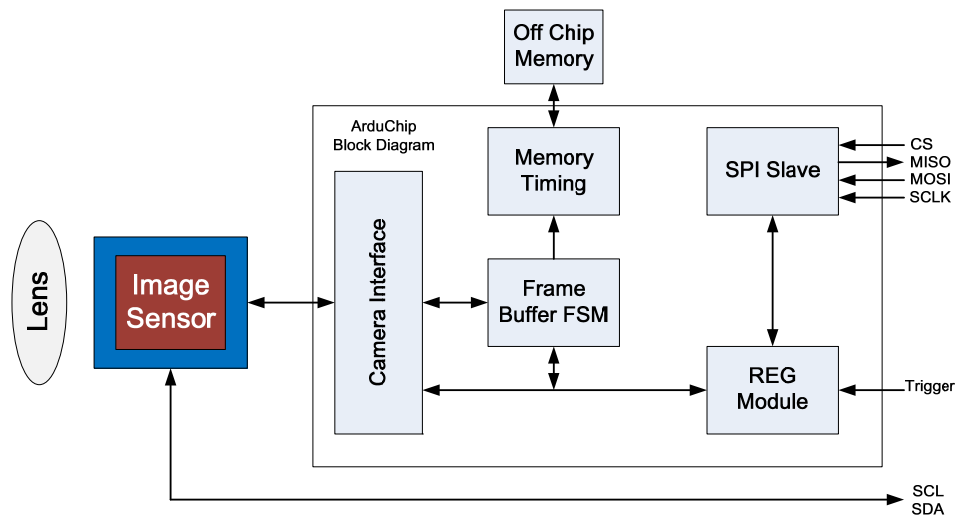 Off Chip
Memory
ArduChip
Block Diagram
Memory
Timing
SPI Slave
CS
MISO
MOSI
SCLK
Lens
Image
Sensor
Camera Interface
Frame
Buffer FSM
REG
Module
Trigger
SCL
SDA